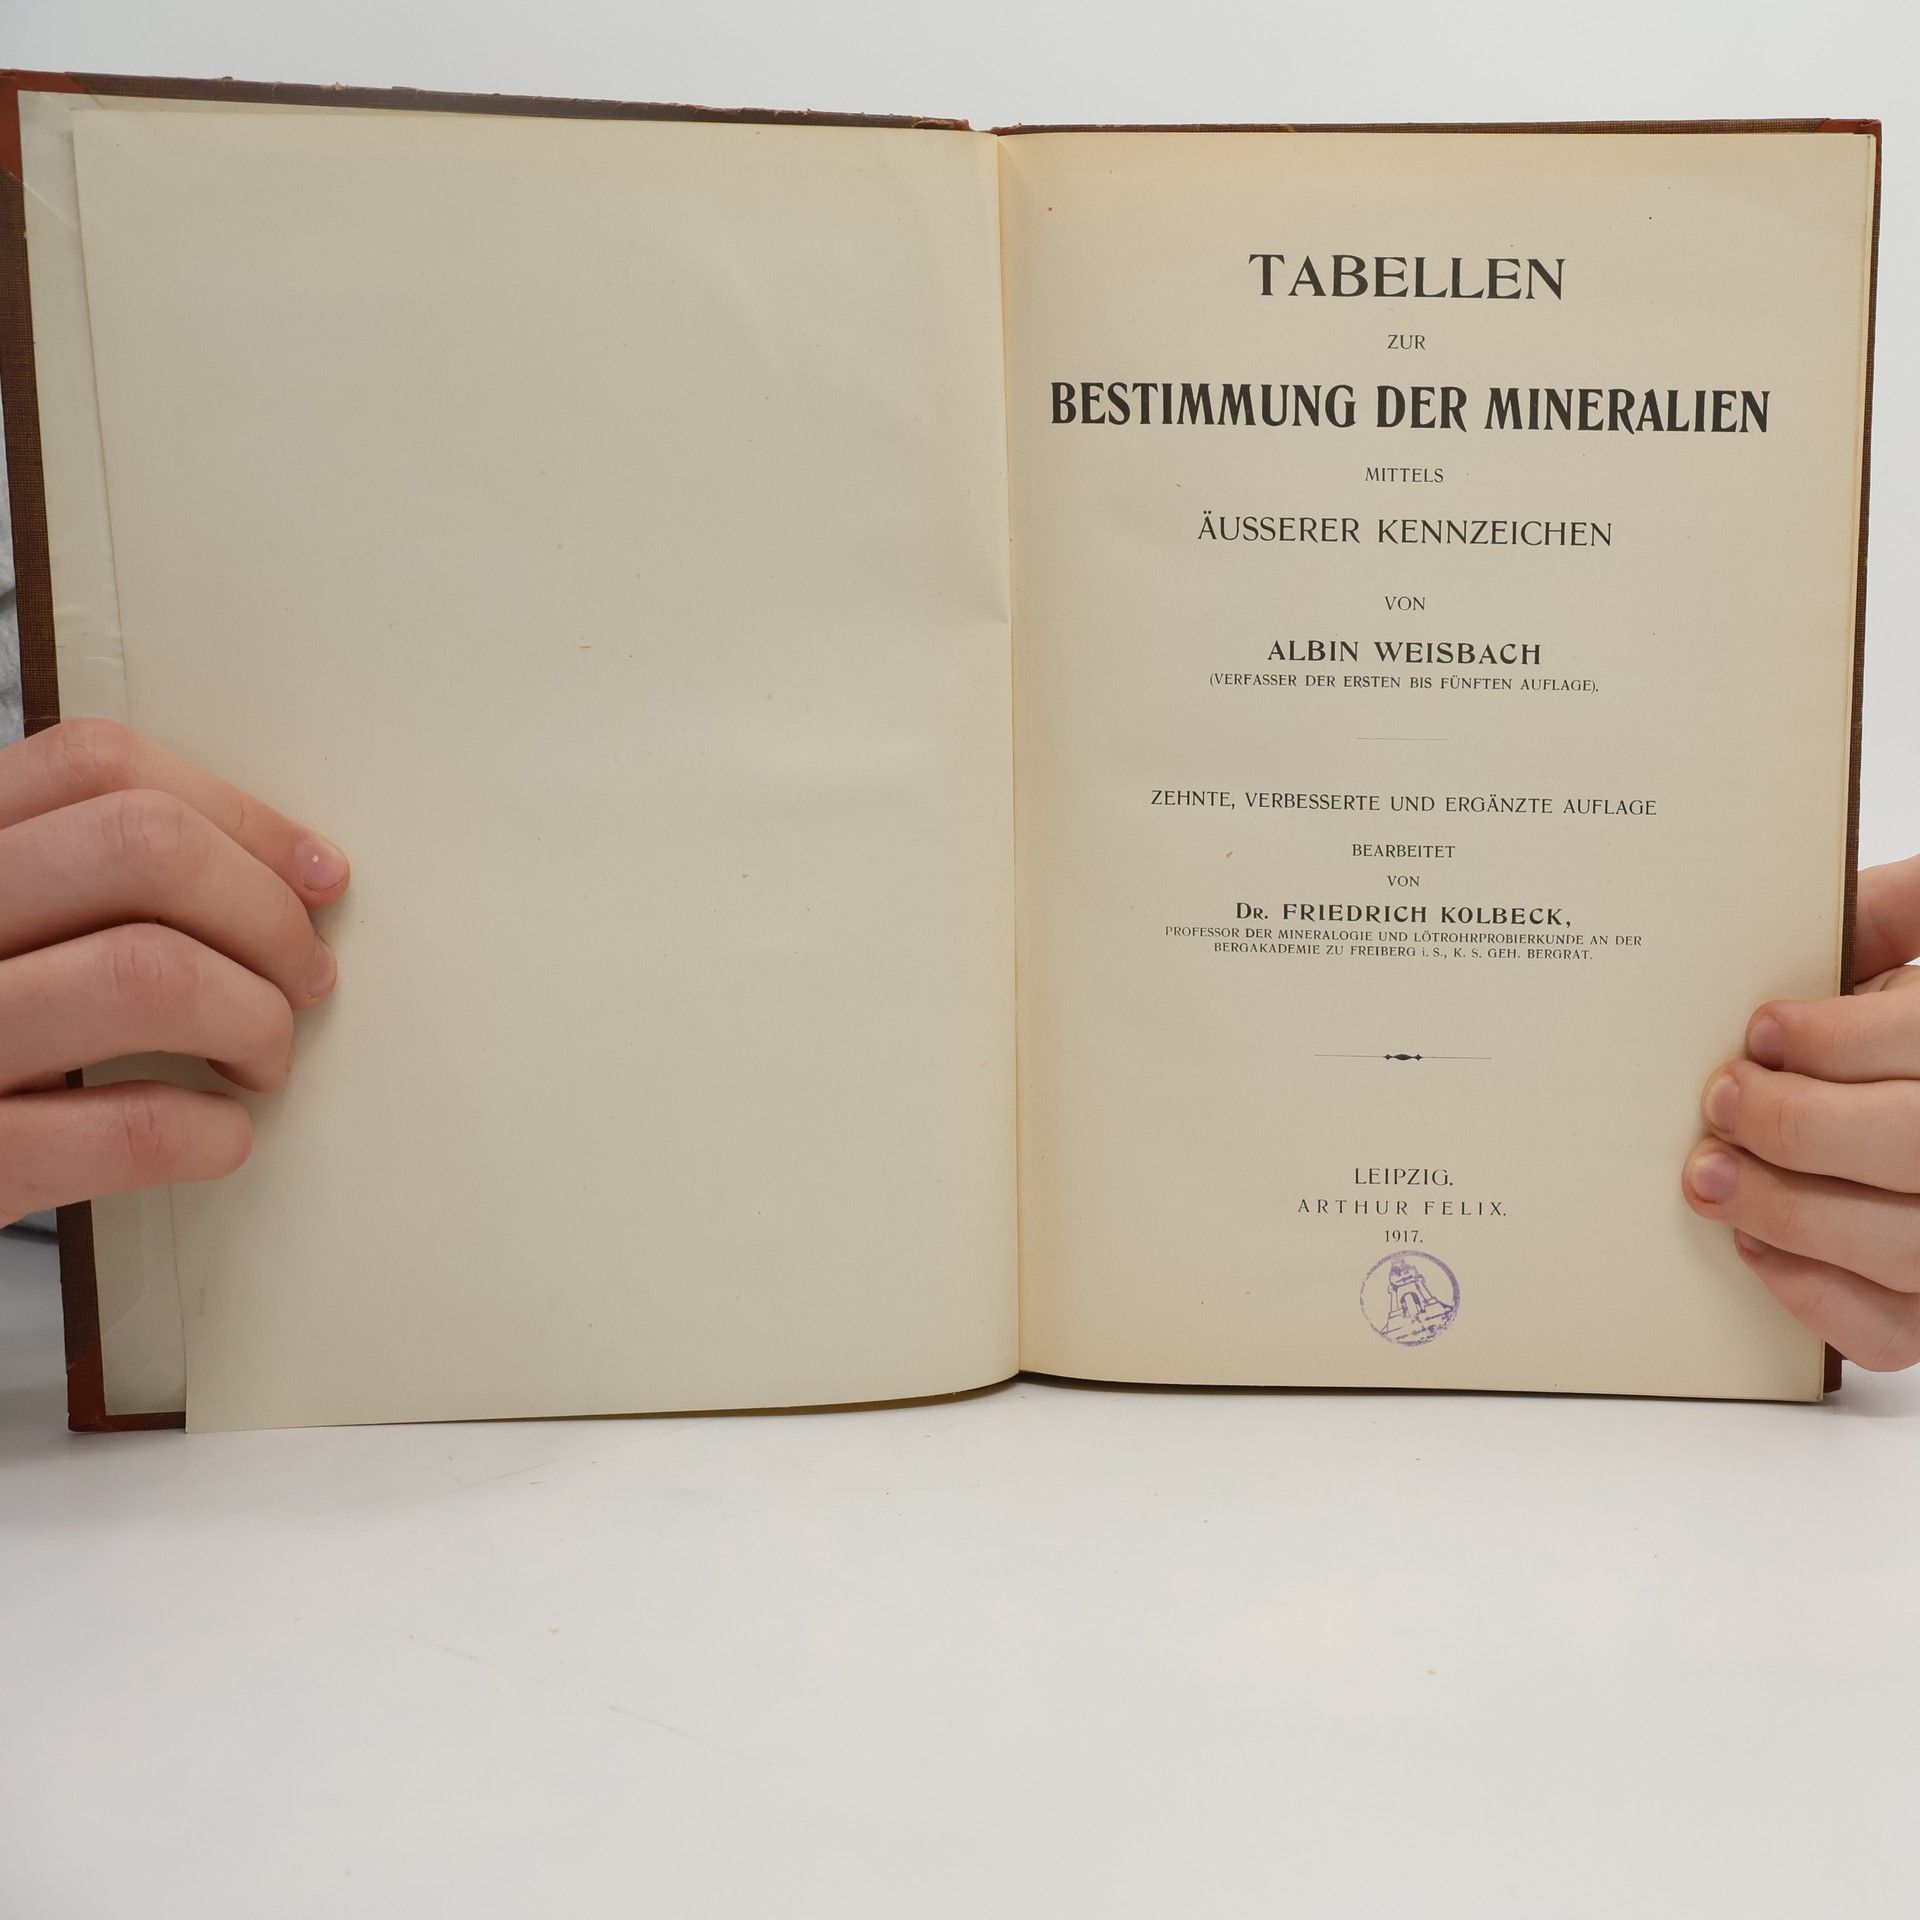 TABELLEN
ZUR
BESTIMMUNG DER MINERALIEN
MITTELS
ÄUSSERER KENNZEICHEN
VON
ALBIN WEISBACH
(VERFASSER DER ERSTEN BIS FÜNFTEN AUFLAGE).
ZEHNTE, VERBESSERTE UND ERGÄNZTE AUFLAGE
BEARBEITET
VON
DR. FRIEDRICH KOLBECK,
PROFESSOR DER MINERALOGIE UND LÖTROHRPROBIERKUNDE AN DER
BERGAKADEMIE ZU FREIBERG i. S., K. S. GEH. BERGRAT.
LEIPZIG.
ARTHUR FELIX.
1917.